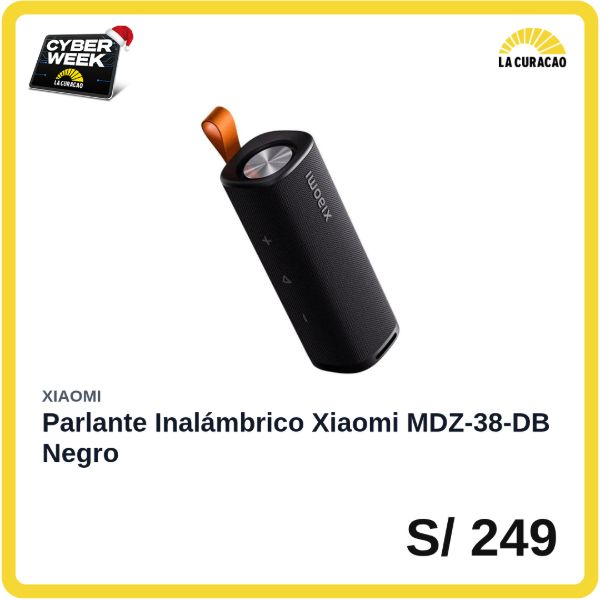 CYBER
WEEK
LA CURACAO
LA CURACAO
xiaomi
XIAOMI
Parlante Inalámbrico Xiaomi MDZ-38-DB
Negro
S/ 249